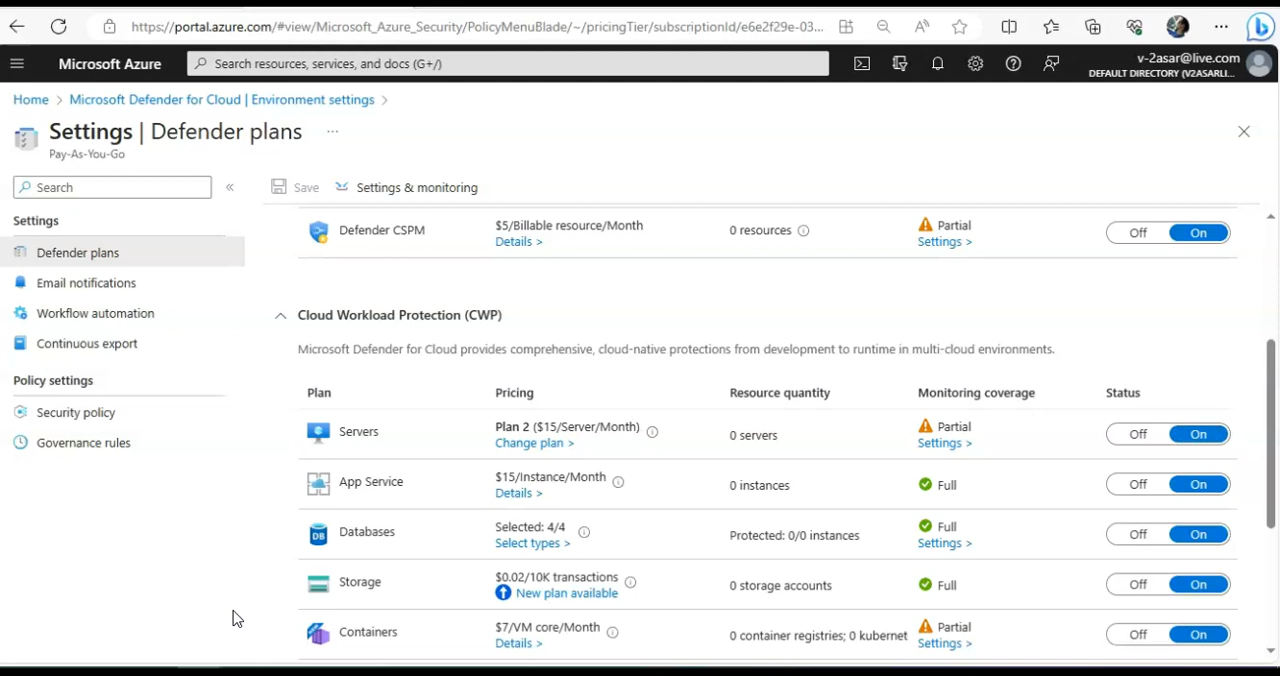 https://portal.azure.com/#view/Microsoft_Azure_Security/PolicyMenuBlade/~/pricingTier/subscriptionId/e6e2f29e-03...
Microsoft Azure
Search resources, services, and docs (G+/)
v-2asar@live.com
DEFAULT DIRECTORY (V2ASARLI...
Home > Microsoft Defender for Cloud | Environment settings >
Settings | Defender plans ...
Pay-As-You-Go
Search
«
Save
Settings & monitoring
Settings
Defender plans
Email notifications
Workflow automation
Continuous export
Policy settings
Security policy
Governance rules
Defender CSPM
$5/Billable resource/Month
Details >
0 resources
Partial
Settings >
Off On
Cloud Workload Protection (CWP)
Microsoft Defender for Cloud provides comprehensive, cloud-native protections from development to runtime in multi-cloud environments.
Plan Pricing Resource quantity Monitoring coverage Status
Servers
Plan 2 ($15/Server/Month)
Change plan >
0 servers
Partial
Settings >
Off On
App Service
$15/Instance/Month
Details >
0 instances
Full
Off On
Databases
Selected: 4/4
Select types >
Protected: 0/0 instances
Full
Settings >
Off On
Storage
$0.02/10K transactions
New plan available
0 storage accounts
Full
Off On
Containers
$7/VM core/Month
Details >
0 container registries; 0 kubernet
Partial
Settings >
Off On